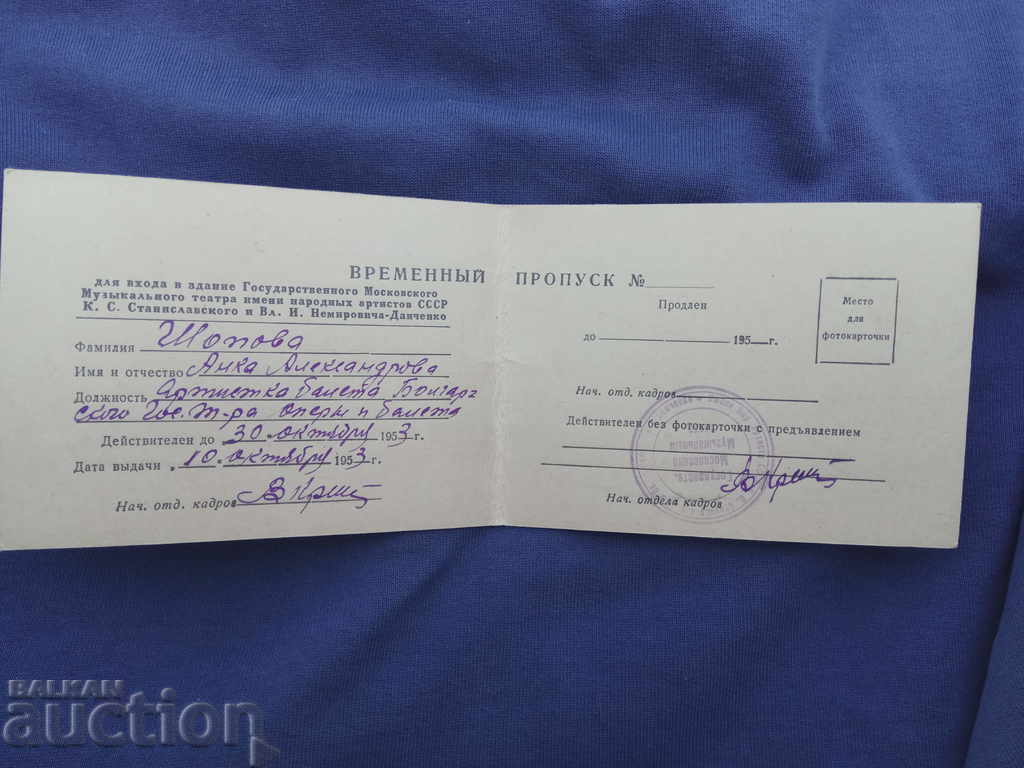 ВРЕМЕННЫЙ ПРОПУСК №
для входа в здание Государственного Московского
Музыкального театра имени народных артистов СССР
К. С. Станиславского и Вл. И. Немировича-Данченко
Фамилия Шопова
Имя и отчество Анка Александрова
Должность Артистка балета Болгар
ского Гос. т-ра оперы и балета
Действителен до 30 октября 1953 г.
Дата выдачи „10 октября 1953 г.
Нач. отд. кадров
Продлен
до 195 г.
Место
для
фотокарточки
Нач. отд. кадров
Действителен без фотокарточки с предъявлением
Нач. отдела кадров
BALKAN
auction